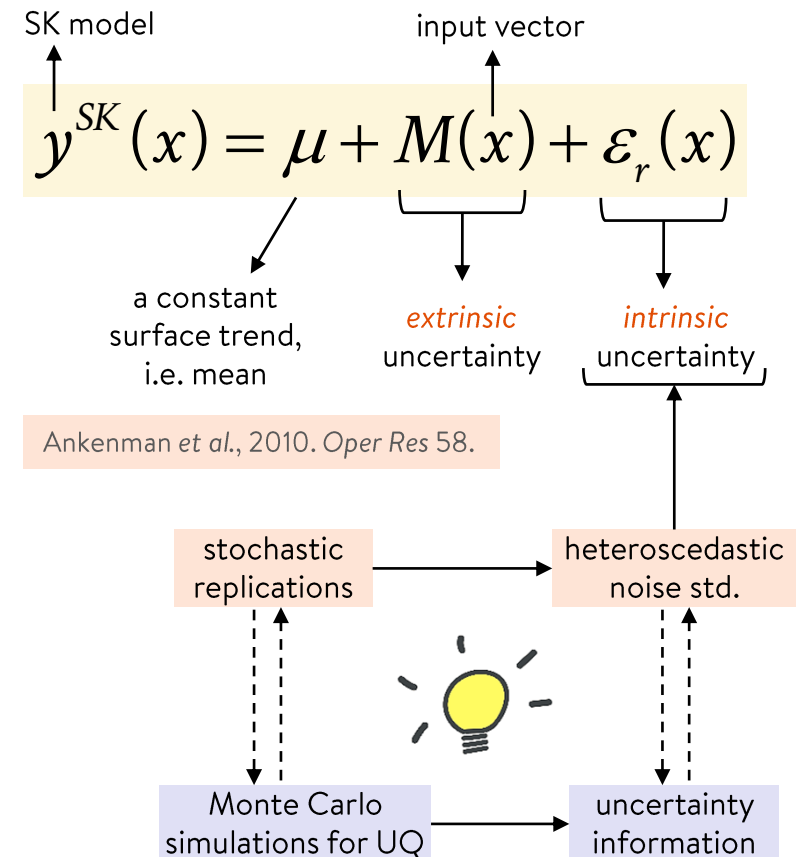 SK model
input vector
y^{SK}(x) = μ + M(x) + ε_r(x)
a constant
surface trend,
i.e. mean
extrinsic
uncertainty
intrinsic
uncertainty
Ankenman et al., 2010. Oper Res 58.
stochastic
replications
heteroscedastic
noise std.
Monte Carlo
simulations for UQ
uncertainty
information